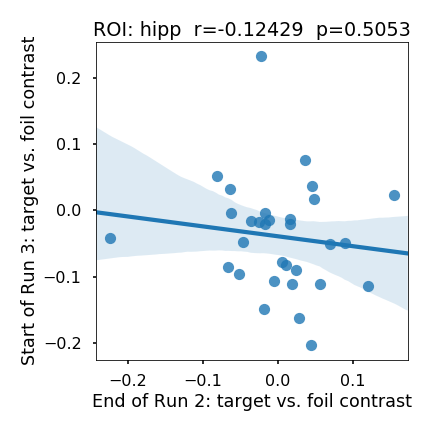 ROI: hipp  r=-0.12429  p=0.5053
Start of Run 3: target vs. foil contrast
0.2
0.1
0.0
−0.1
−0.2
−0.2 −0.1 0.0 0.1
End of Run 2: target vs. foil contrast